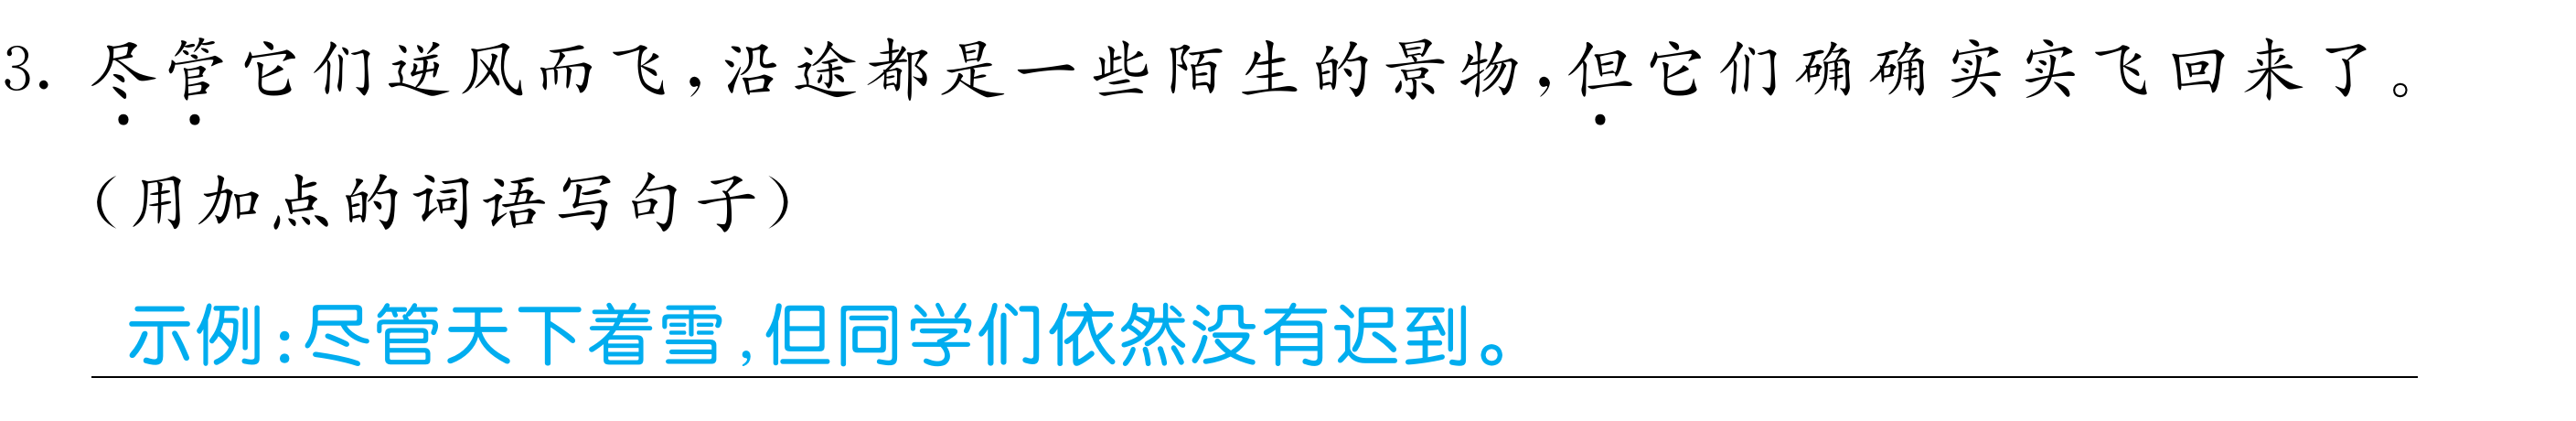 3. 尽管它们逆风而飞,沿途都是一些陌生的景物,但它们确确实实飞回来了。
(用加点的词语写句子)
示例:尽管天下着雪,但同学们依然没有迟到。